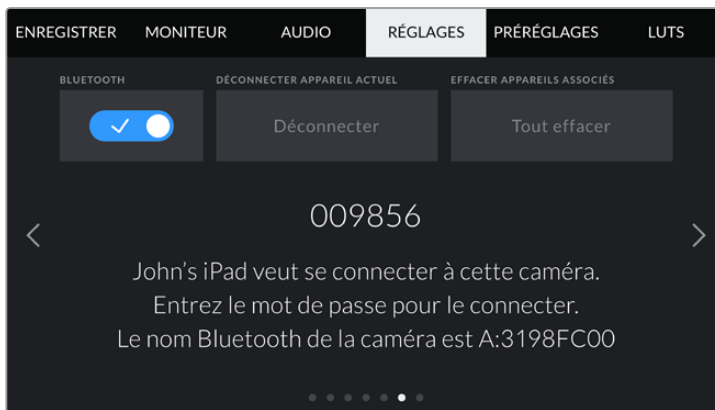 ENREGISTRER MONITEUR AUDIO RÉGLAGES PRÉRÉGLAGES LUTS
BLUETOOTH DÉCONNECTER APPAREIL ACTUEL EFFACER APPAREILS ASSOCIÉS
Déconnecter Tout effacer
009856
John’s iPad veut se connecter à cette caméra.
Entrez le mot de passe pour le connecter.
Le nom Bluetooth de la caméra est A:3198FC00